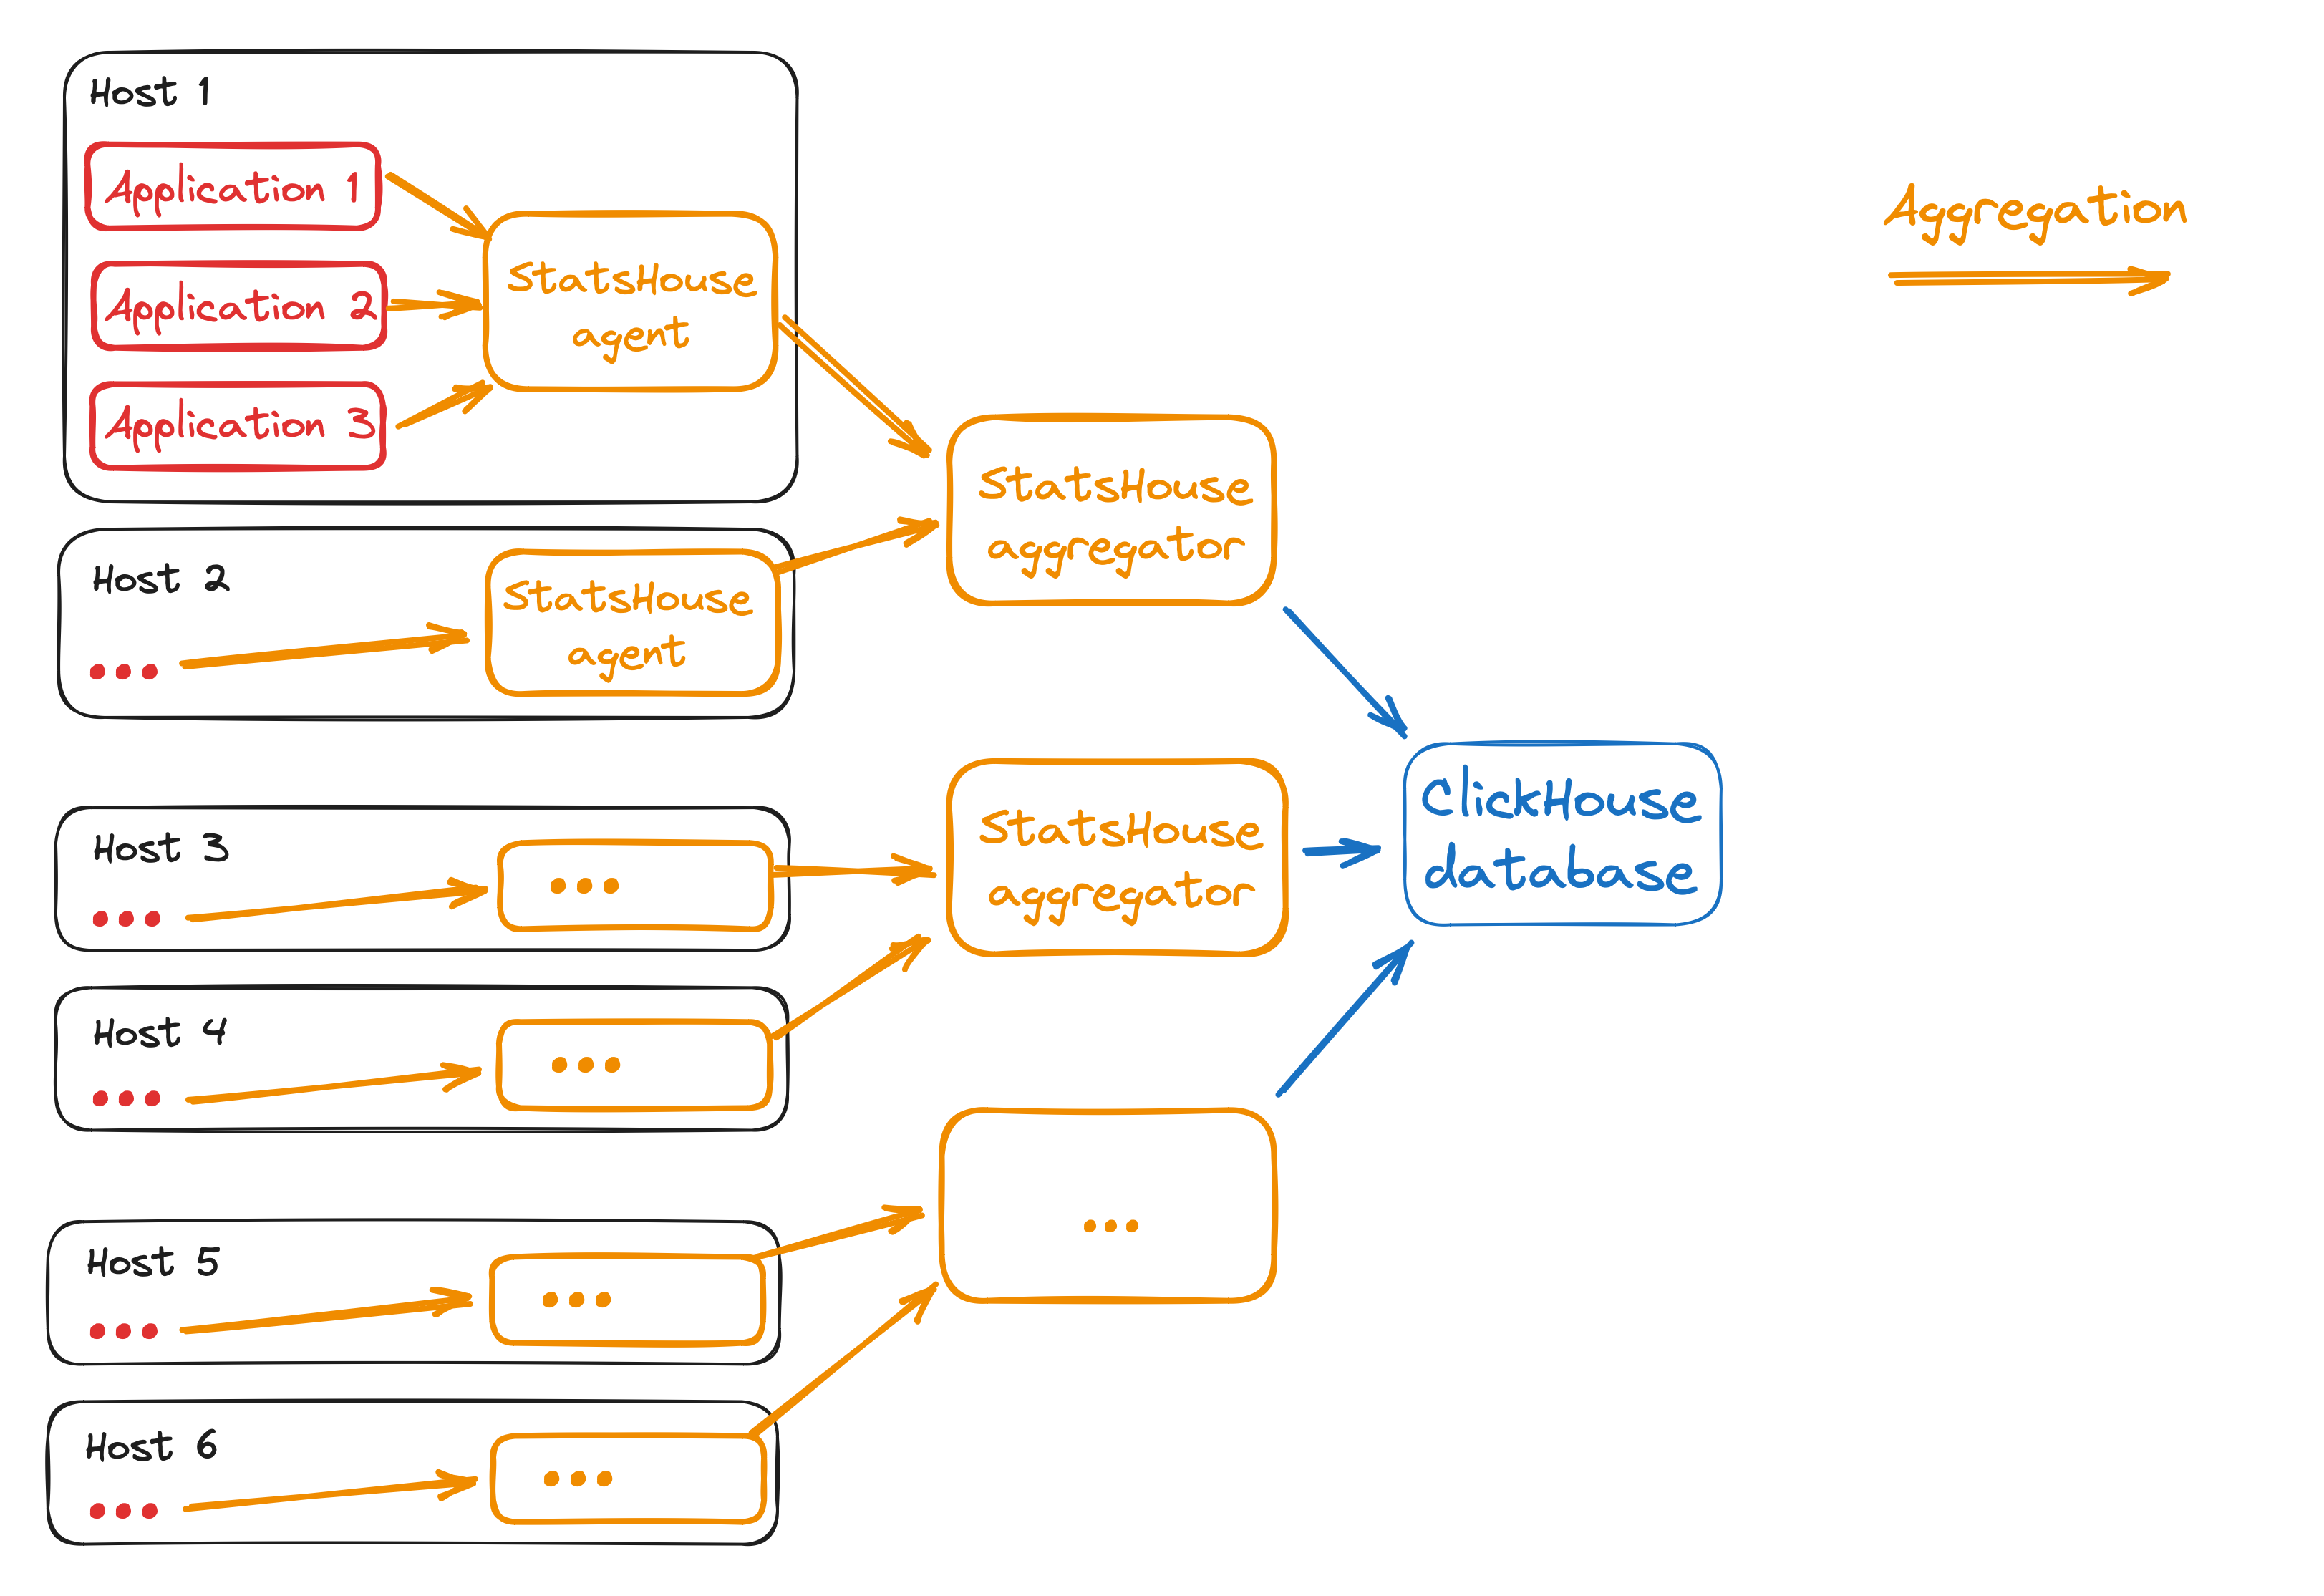 Host 1
Application 1
Application 2
Application 3
StatsHouse
agent
Aggregation
StatsHouse
aggregator
Host 2
...
StatsHouse
agent
Host 3
...
...
StatsHouse
aggregator
ClickHouse
database
Host 4
...
...
...
Host 5
...
...
Host 6
...
...